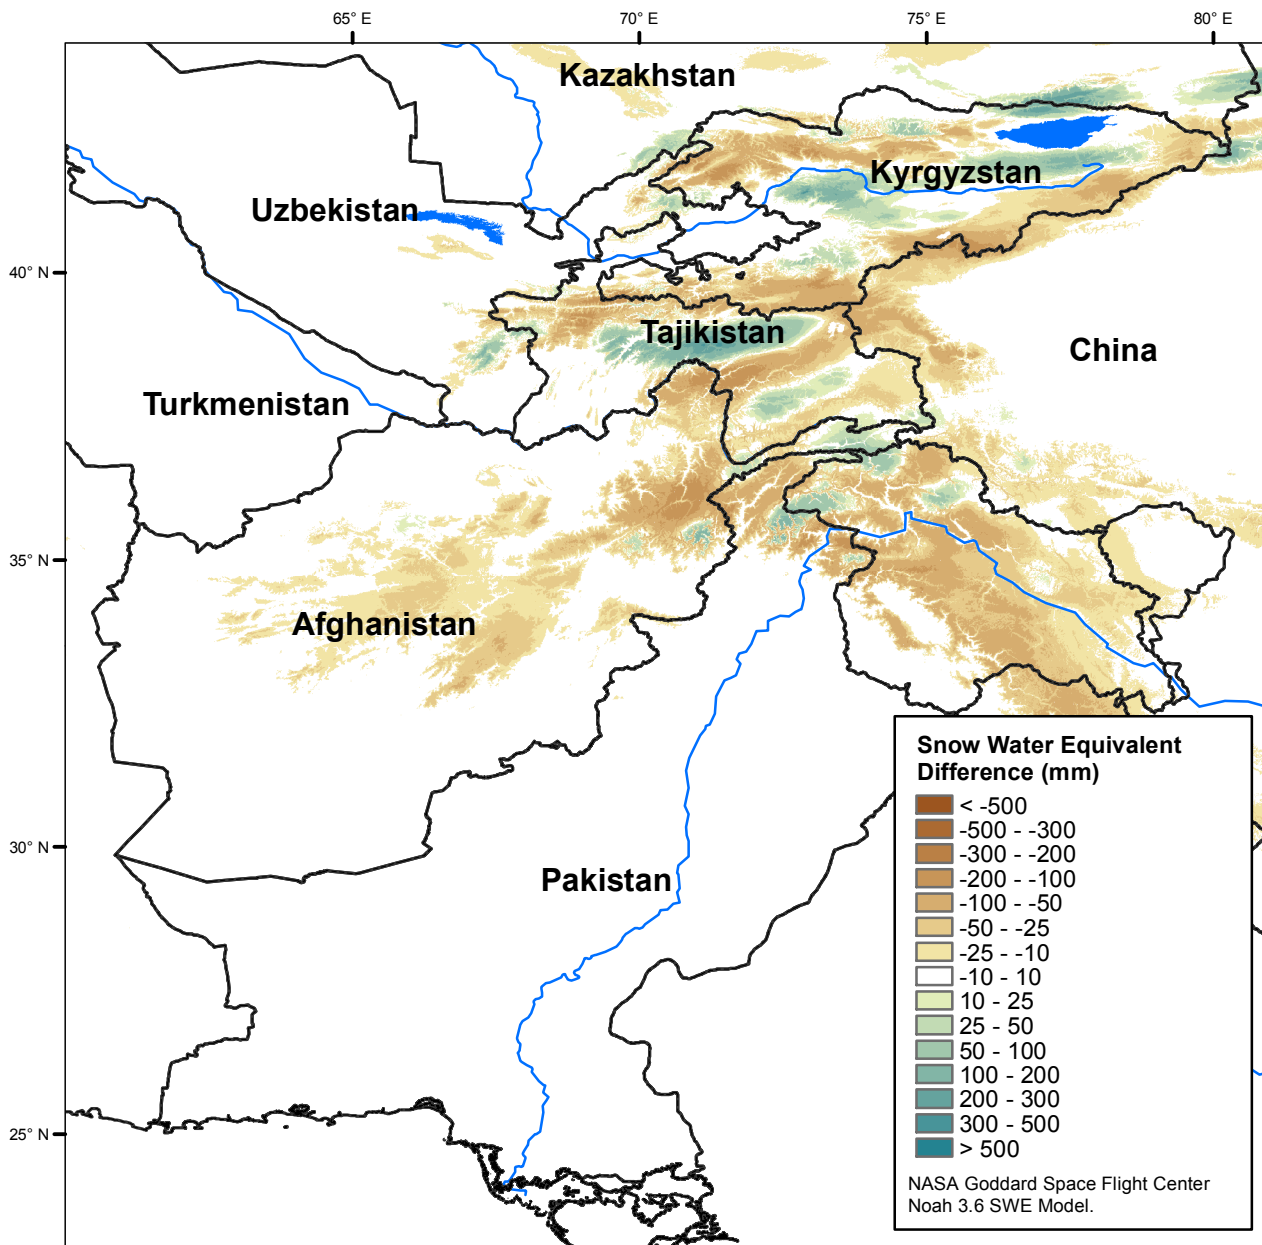 65° E
70° E
75° E
80° E
Kazakhstan
Kyrgyzstan
Uzbekistan
40° N
Tajikistan
China
Turkmenistan
35° N
Afghanistan
30° N
Pakistan
25° N
Snow Water Equivalent
Difference (mm)
< -500
-500 - -300
-300 - -200
-200 - -100
-100 - -50
-50 - -25
-25 - -10
-10 - 10
10 - 25
25 - 50
50 - 100
100 - 200
200 - 300
300 - 500
> 500
NASA Goddard Space Flight Center
Noah 3.6 SWE Model.